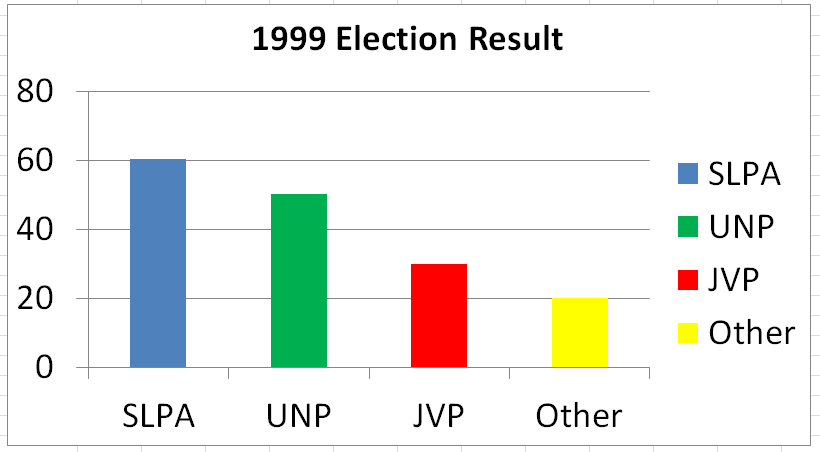 1999 Election Result
80
60
40
20
0
SLPA
UNP
JVP
Other
SLPA
UNP
JVP
Other